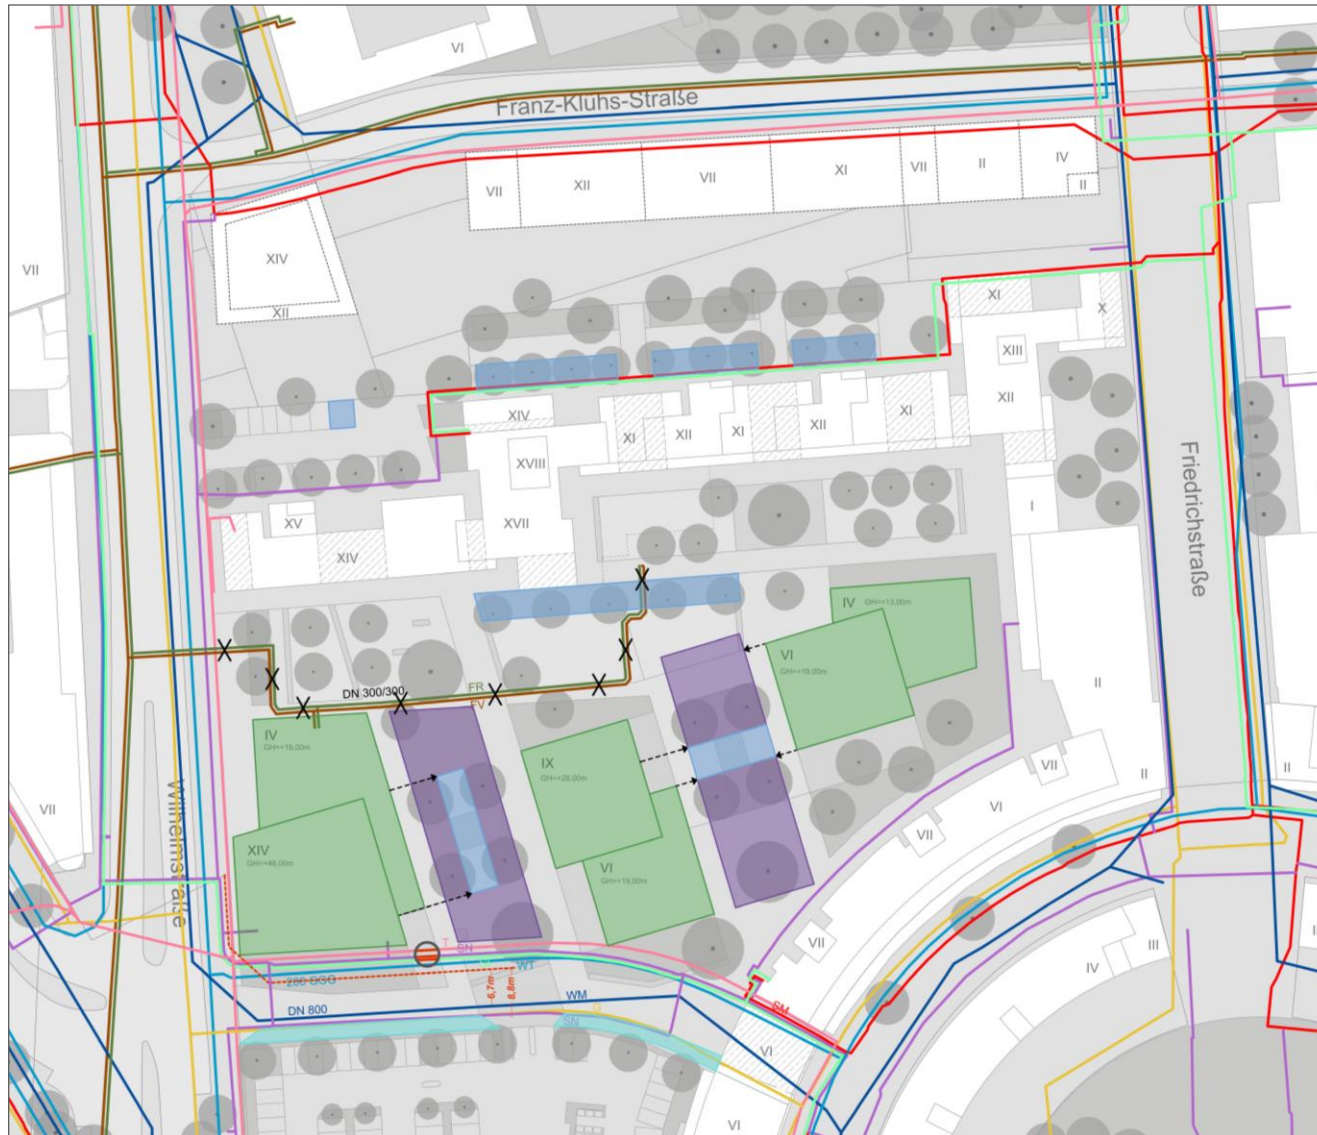 VI
Franz-Kluhs-Straße
VII
XII
VII
XI
VII
II
IV
II
VII
XIV
XII
XI
X
XIII
XII
XIV
XI
XII
XI
XII
XI
XVIII
XV
XVII
XIV
I
Friedrichstraße
IV GH=+13,00m
VI
GH=+19,00m
DN 300/300
FR
FV
IV
GH=+16,00m
IX
GH=+28,00m
II
VII
II
II
VII
Wilhelmstraße
XIV
GH=+46,00m
VI
GH=+19,00m
VI
VII
VII
III
IV
T
SN
WT
280 GGG
6,7m
8,8m
WM
DN 800
G
SN
SM
VI
VI